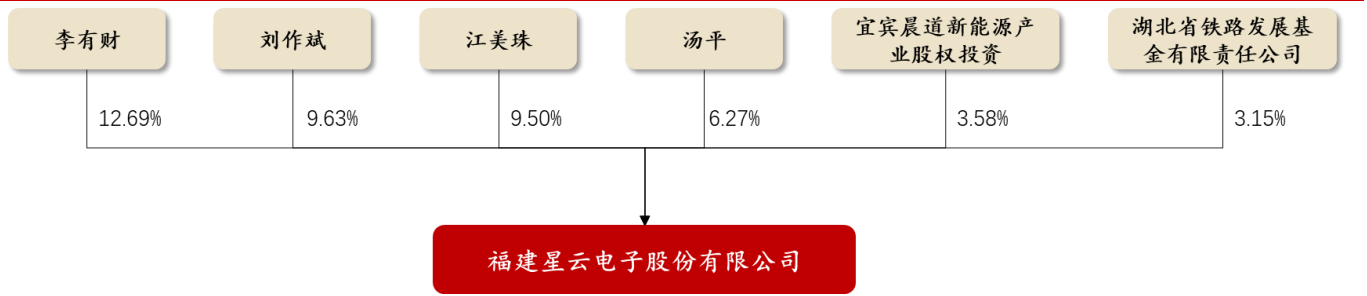 李有财
刘作斌
江美珠
汤平
宜宾晨道新能源产
业股权投资
湖北省铁路发展基
金有限责任公司
12.69%
9.63%
9.50%
6.27%
3.58%
3.15%
福建星云电子股份有限公司